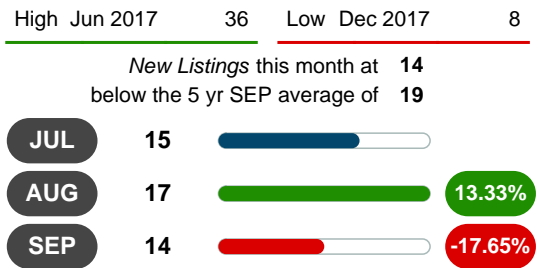 High Jun 2017 36 Low Dec 2017 8
New Listings this month at 14
below the 5 yr SEP average of 19
JUL 15
AUG 17 13.33%
SEP 14 -17.65%